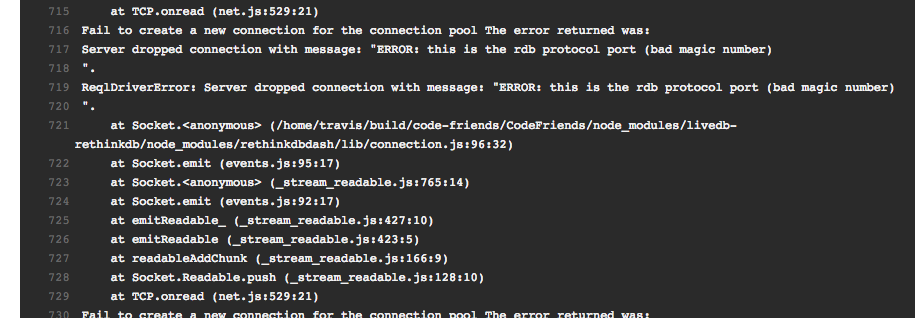 715 at TCP.onread (net.js:529:21)
716 Fail to create a new connection for the connection pool The error returned was:
717 Server dropped connection with message: "ERROR: this is the rdb protocol port (bad magic number)
718 ".
719 ReqlDriverError: Server dropped connection with message: "ERROR: this is the rdb protocol port (bad magic number)
720 ".
721 at Socket.<anonymous> (/home/travis/build/code-friends/CodeFriends/node_modules/livedb-
rethinkdb/node_modules/rethinkdbdash/lib/connection.js:96:32)
722 at Socket.emit (events.js:95:17)
723 at Socket.<anonymous> (_stream_readable.js:765:14)
724 at Socket.emit (events.js:92:17)
725 at emitReadable_ (_stream_readable.js:427:10)
726 at emitReadable (_stream_readable.js:423:5)
727 at readableAddChunk (_stream_readable.js:166:9)
728 at Socket.Readable.push (_stream_readable.js:128:10)
729 at TCP.onread (net.js:529:21)
730 Fail to create a new connection for the connection pool The error returned was: